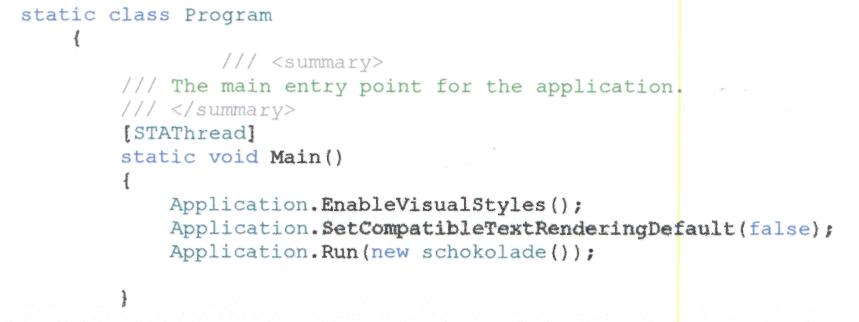 static class Program
{
/// <summary>
/// The main entry point for the application.
/// </summary>
[STAThread]
static void Main()
{
Application.EnableVisualStyles();
Application.SetCompatibleTextRenderingDefault(false);
Application.Run(new schokolade());
}